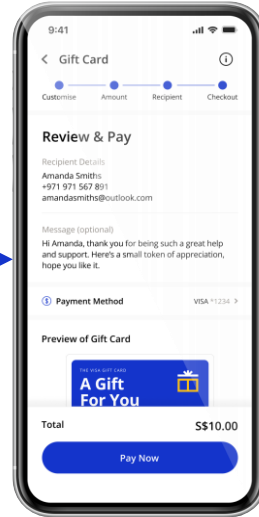 9:41
Gift Card
Customise Amount Recipient Checkout
Review & Pay
Recipient Details
Amanda Smiths
+971 971 567 891
amandasmiths@outlook.com
Message (optional)
Hi Amanda, thank you for being such a great help
and support. Here's a small token of appreciation,
hope you like it.
Payment Method VISA *1234
Preview of Gift Card
THE VISA GIFT CARD
A Gift
For You
Total S$10.00
Pay Now